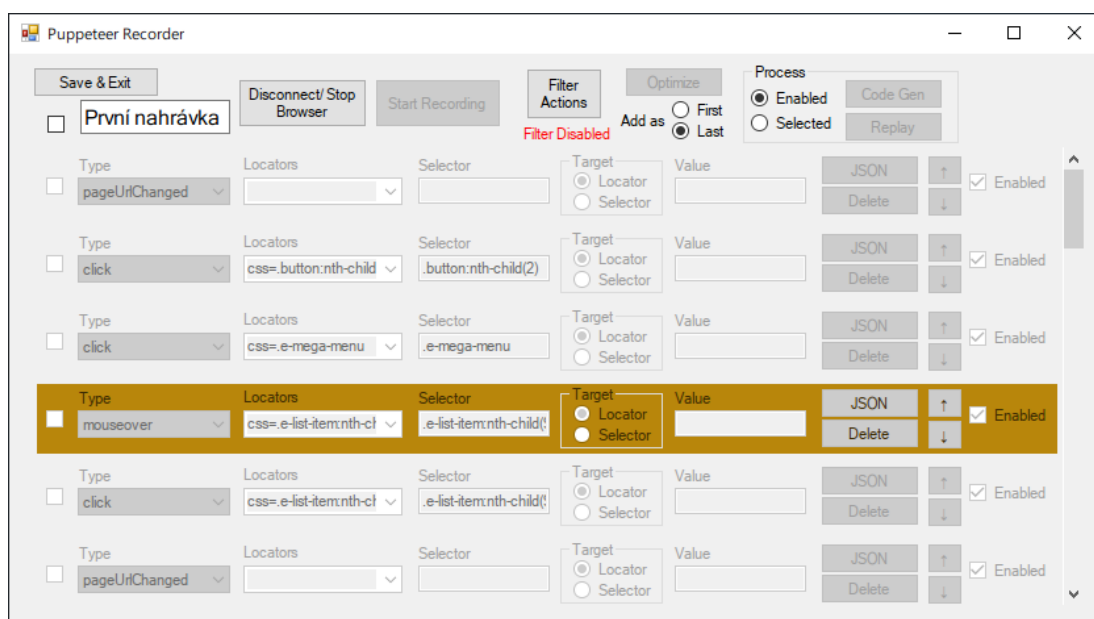 Puppeteer Recorder
Save & Exit
První nahrávka
Disconnect/ Stop
Browser
Start Recording
Filter
Actions
Filter Disabled
Optimize
Add as
First
Last
Process
Enabled
Selected
Code Gen
Replay
Type Locators Selector Target Value
pageUrlChanged Locator Selector JSON Delete ↑ ↓ Enabled
Type Locators Selector Target Value
click css=.button:nth-child .button:nth-child(2) Locator Selector JSON Delete ↑ ↓ Enabled
Type Locators Selector Target Value
click css=.e-mega-menu .e-mega-menu Locator Selector JSON Delete ↑ ↓ Enabled
Type Locators Selector Target Value
mouseover css=.e-list-item:nth-ch .e-list-item:nth-child( Locator Selector JSON Delete ↑ ↓ Enabled
Type Locators Selector Target Value
click css=.e-list-item:nth-ch .e-list-item:nth-child( Locator Selector JSON Delete ↑ ↓ Enabled
Type Locators Selector Target Value
pageUrlChanged Locator Selector JSON Delete ↑ ↓ Enabled